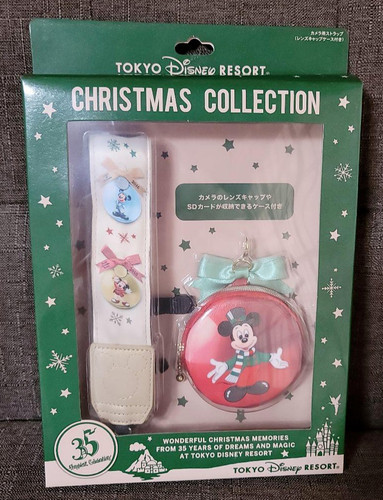 カメラ用ストラップ
(レンズキャップケース付き)
TOKYO Disney RESORT®
CHRISTMAS COLLECTION
カメラのレンズキャップや
SDカードが収納できるケース付き
35
Happiest Celebration!
WONDERFUL CHRISTMAS MEMORIES
FROM 35 YEARS OF DREAMS AND MAGIC
AT TOKYO DISNEY RESORT
TOKYO Disney RESORT®